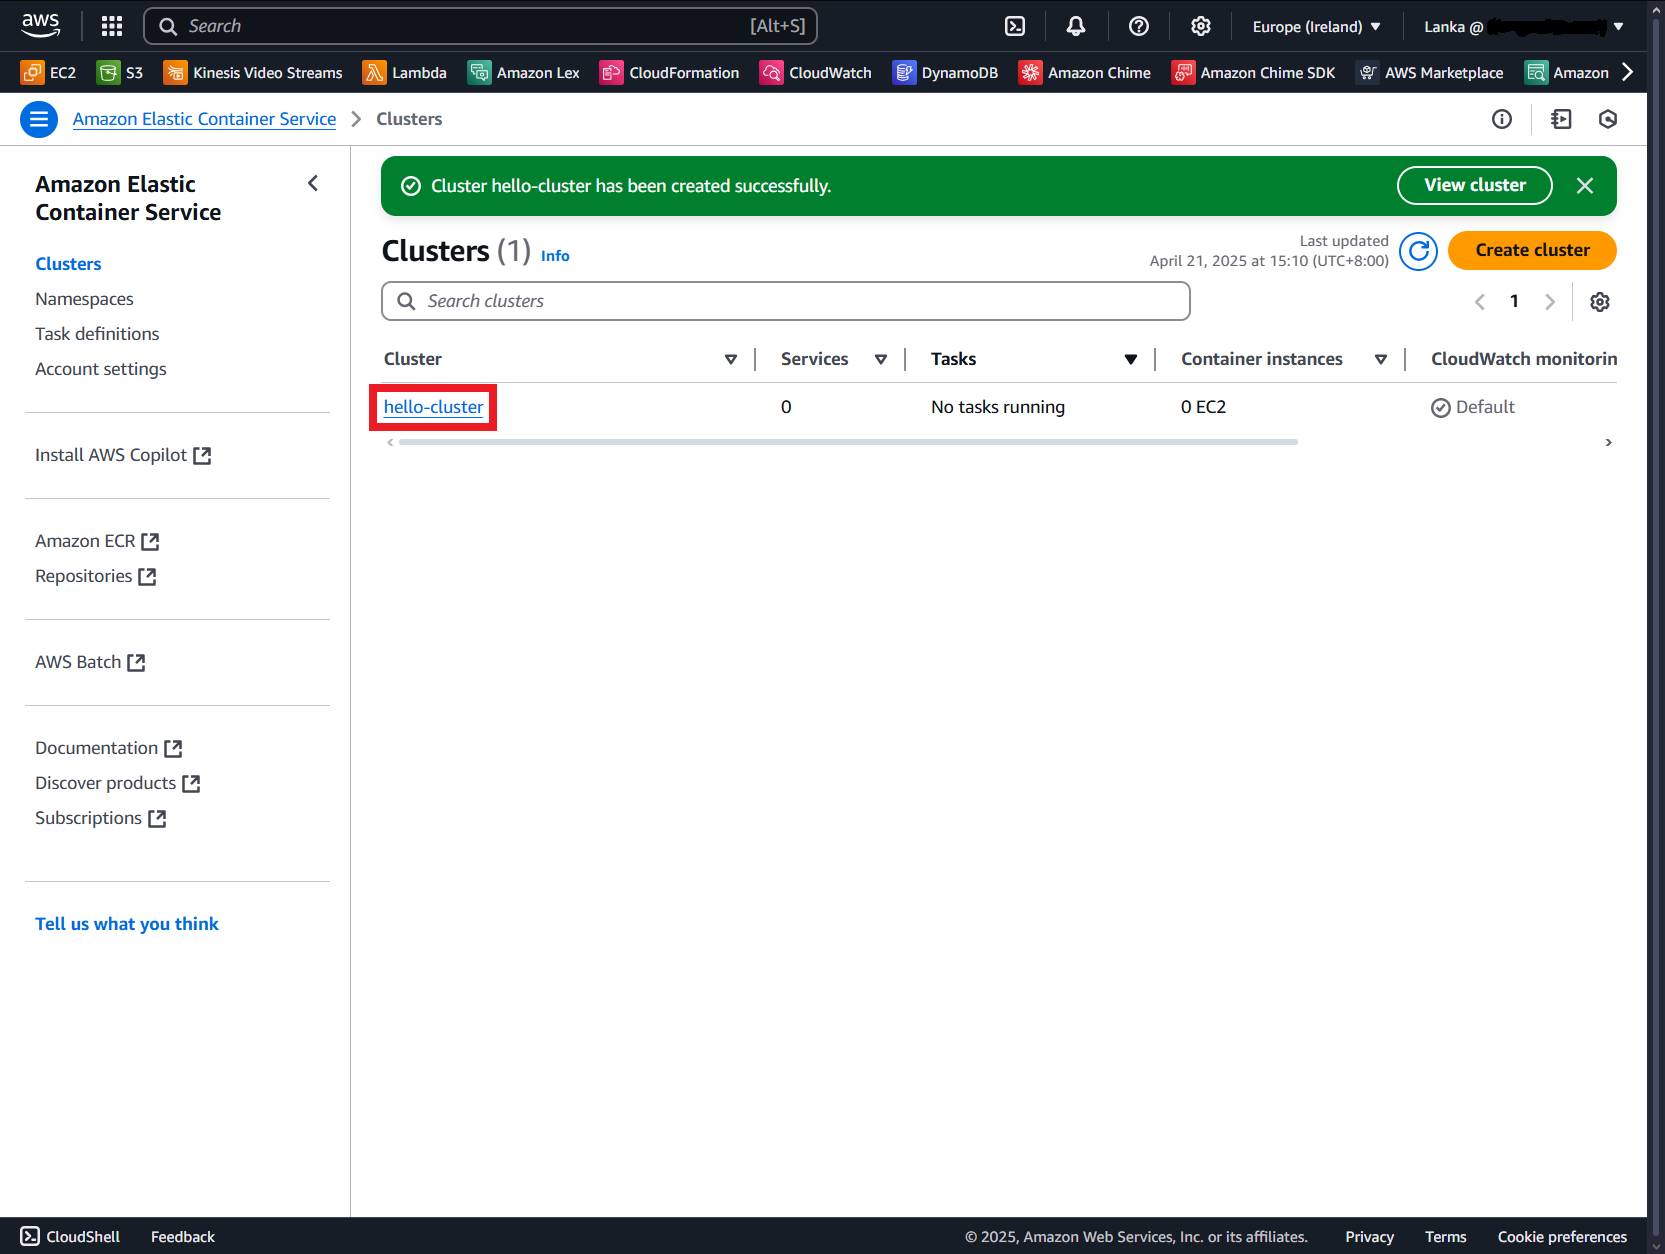 aws
Search [Alt+S]
Europe (Ireland)
Lanka @
EC2
S3
Kinesis Video Streams
Lambda
Amazon Lex
CloudFormation
CloudWatch
DynamoDB
Amazon Chime
Amazon Chime SDK
AWS Marketplace
Amazon
Amazon Elastic Container Service
Clusters
Amazon Elastic
Container Service
Clusters
Namespaces
Task definitions
Account settings
Install AWS Copilot
Amazon ECR
Repositories
AWS Batch
Documentation
Discover products
Subscriptions
Tell us what you think
Cluster hello-cluster has been created successfully.
View cluster
Clusters (1) Info
Last updated
April 21, 2025 at 15:10 (UTC+8:00)
Create cluster
Search clusters
1
Cluster Services Tasks Container instances CloudWatch monitorin
hello-cluster 0 No tasks running 0 EC2 Default
CloudShell Feedback © 2025, Amazon Web Services, Inc. or its affiliates. Privacy Terms Cookie preferences